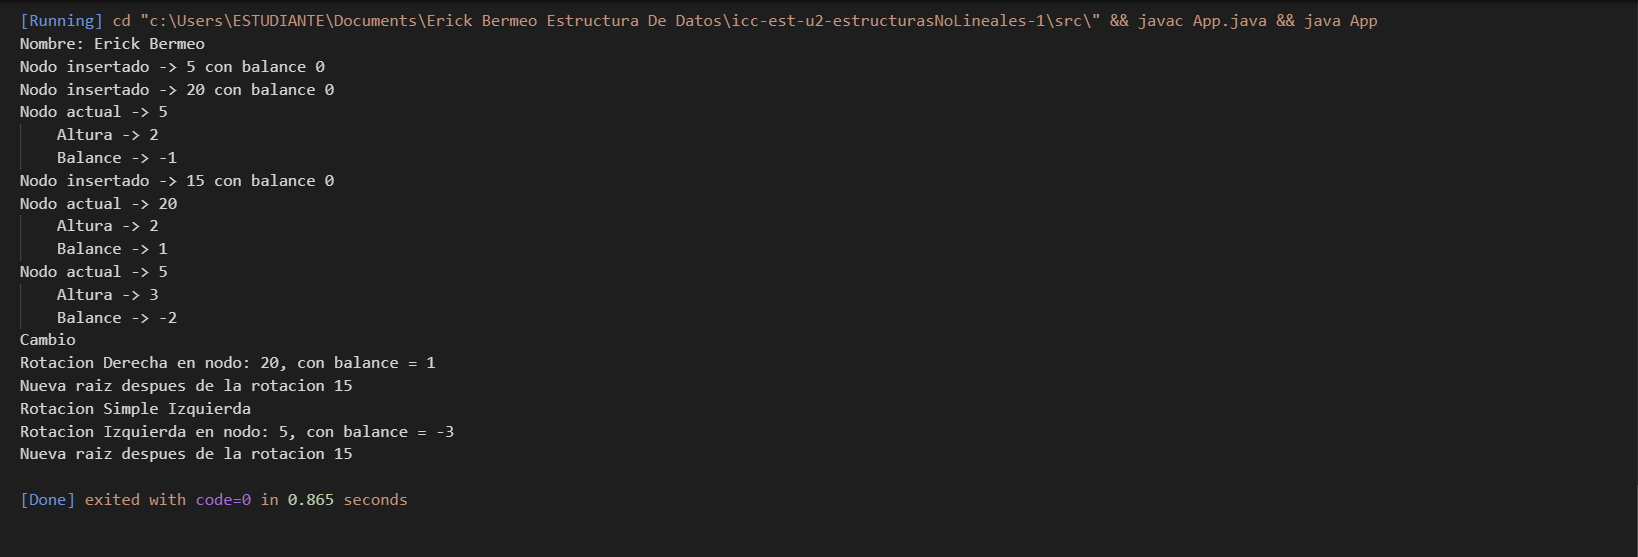 [Running] cd "c:\Users\ESTUDIANTE\Documents\Erick Bermeo Estructura De Datos\icc-est-u2-estructurasNoLineales-1\src\" && javac App.java && java App
Nombre: Erick Bermeo
Nodo insertado -> 5 con balance 0
Nodo insertado -> 20 con balance 0
Nodo actual -> 5
    Altura -> 2
    Balance -> -1
Nodo insertado -> 15 con balance 0
Nodo actual -> 20
    Altura -> 2
    Balance -> 1
Nodo actual -> 5
    Altura -> 3
    Balance -> -2
Cambio
Rotacion Derecha en nodo: 20, con balance = 1
Nueva raiz despues de la rotacion 15
Rotacion Simple Izquierda
Rotacion Izquierda en nodo: 5, con balance = -3
Nueva raiz despues de la rotacion 15
[Done] exited with code=0 in 0.865 seconds